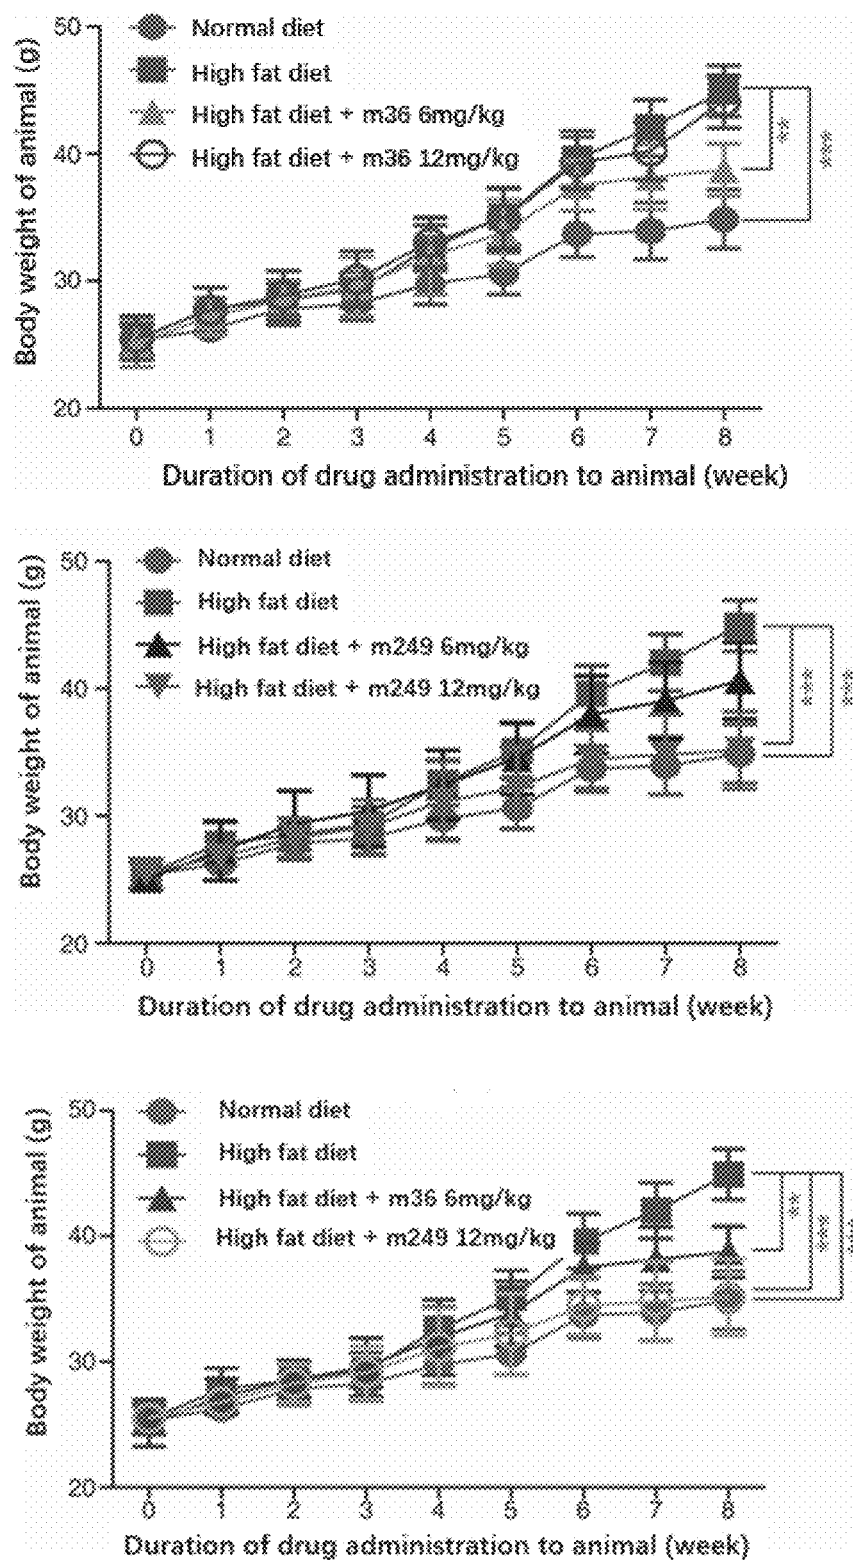 Body weight of animal (g)
50
40
30
20
Normal diet
High fat diet
High fat diet + m36 6mg/kg
High fat diet + m36 12mg/kg
**
***
0 1 2 3 4 5 6 7 8
Duration of drug administration to animal (week)
Body weight of animal (g)
50
40
30
20
Normal diet
High fat diet
High fat diet + m249 6mg/kg
High fat diet + m249 12mg/kg
***
***
0 1 2 3 4 5 6 7 8
Duration of drug administration to animal (week)
Body weight of animal (g)
50
40
30
20
Normal diet
High fat diet
High fat diet + m36 6mg/kg
High fat diet + m249 12mg/kg
**
***
***
0 1 2 3 4 5 6 7 8
Duration of drug administration to animal (week)